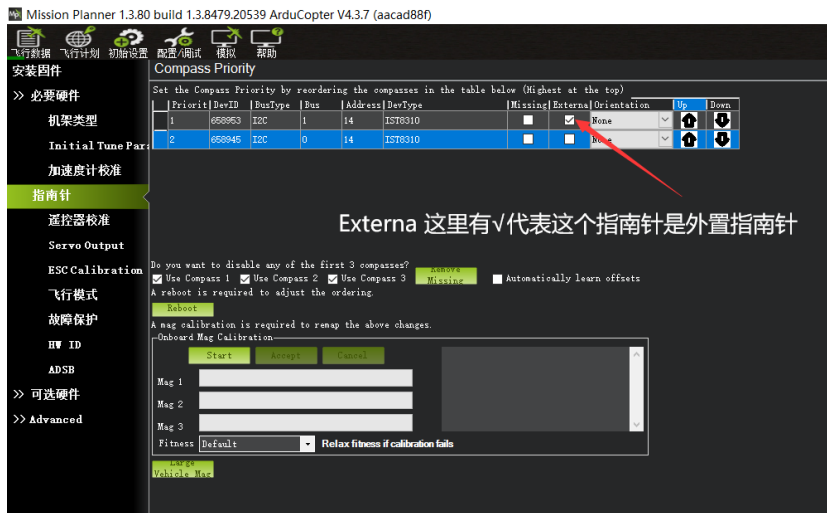 Mission Planner 1.3.80 build 1.3.8479.20539 ArduCopter V4.3.7 (aacad88f)
飞行数据 飞行计划 初始设置 配置/调试 模拟 帮助
安装固件
Compass Priority
Set the Compass Priority by reordering the compasses in the table below (Highest at the top)
Priorit DevID BusType Bus Address DevType Missing Externa Orientation Up Down
1 658953 I2C 1 14 IST8310 None
2 658945 I2C 0 14 IST8310
>> 必要硬件
机架类型
Initial Tune Par
加速度计校准
指南针
遥控器校准
Servo Output
ESC Calibration
飞行模式
故障保护
HW ID
ADSB
>> 可选硬件
>> Advanced
Externa 这里有√代表这个指南针是外置指南针
Do you want to disable any of the first 3 compasses?
Use Compass 1 Use Compass 2 Use Compass 3
Remove
Missing
Automatically learn offsets
A reboot is required to adjust the ordering.
Reboot
A mag calibration is required to remap the above changes.
Onboard Mag Calibration
Start Accept Cancel
Mag 1
Mag 2
Mag 3
Fitness Default Relax fitness if calibration fails
Large
Vehicle Mag